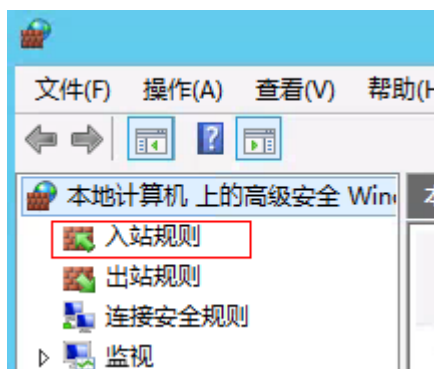 文件(F) 操作(A) 查看(V) 帮助(H
本地计算机 上的高级安全 Win
入站规则
出站规则
连接安全规则
监视